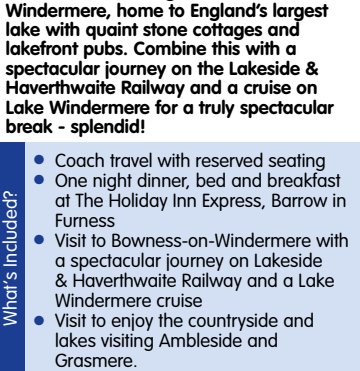 Windermere, home to England's largest
lake with quaint stone cottages and
lakefront pubs. Combine this with a
spectacular journey on the Lakeside &
Haverthwaite Railway and a cruise on
Lake Windermere for a truly spectacular
break - splendid!
What's Included?
• Coach travel with reserved seating
• One night dinner, bed and breakfast
at The Holiday Inn Express, Barrow in
Furness
• Visit to Bowness-on-Windermere with
a spectacular journey on Lakeside
& Haverthwaite Railway and a Lake
Windermere cruise
• Visit to enjoy the countryside and
lakes visiting Ambleside and
Grasmere.